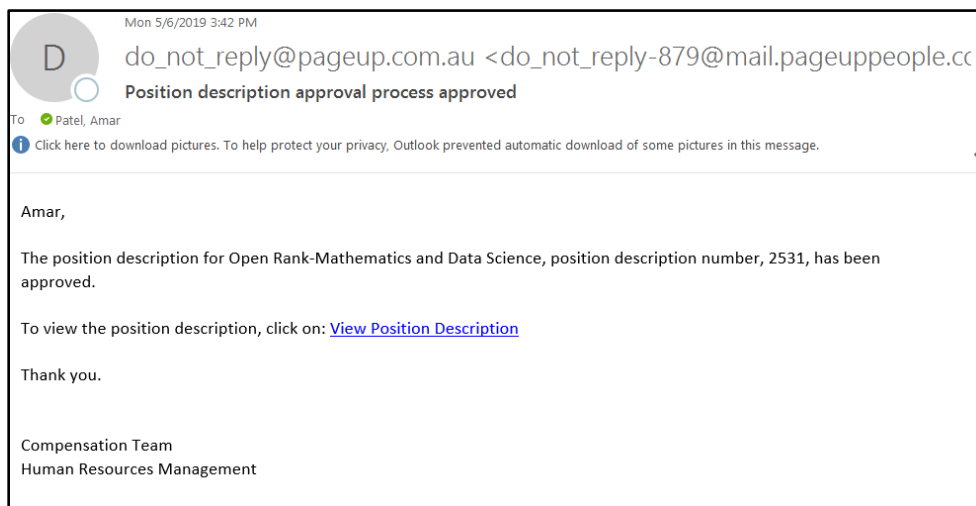 Mon 5/6/2019 3:42 PM
D
do_not_reply@pageup.com.au <do_not_reply-879@mail.pageuppeople.cc
Position description approval process approved
To Patel, Amar
Click here to download pictures. To help protect your privacy, Outlook prevented automatic download of some pictures in this message.
Amar,
The position description for Open Rank-Mathematics and Data Science, position description number, 2531, has been
approved.
To view the position description, click on: View Position Description
Thank you.
Compensation Team
Human Resources Management